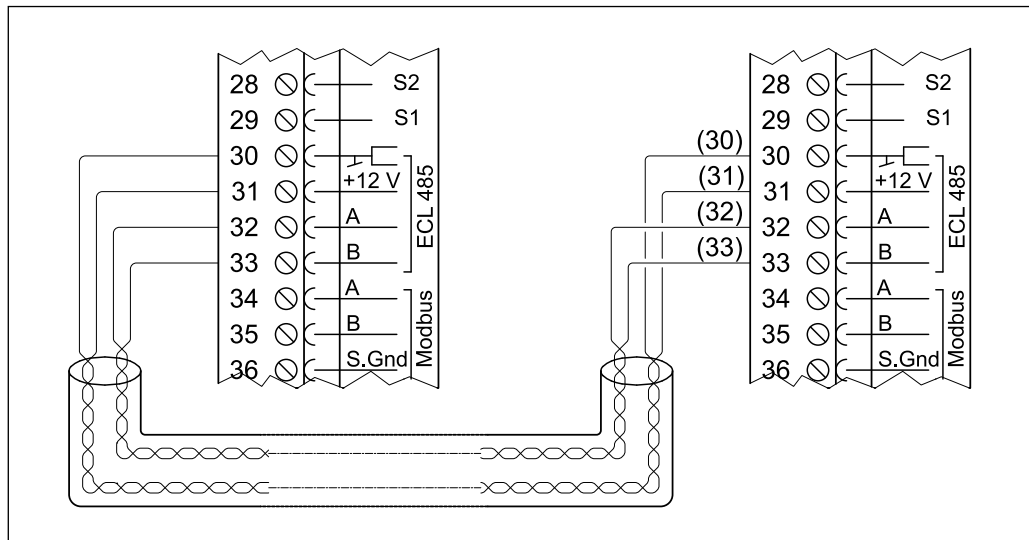 28 S2
29 S1
30
31 +12 V
32 A
33 B
34 A
35 B
36 S.Gnd
ECL 485
Modbus
28 S2
29 S1
(30) 30
(31) 31 +12 V
(32) 32 A
(33) 33 B
34 A
35 B
36 S.Gnd
ECL 485
Modbus